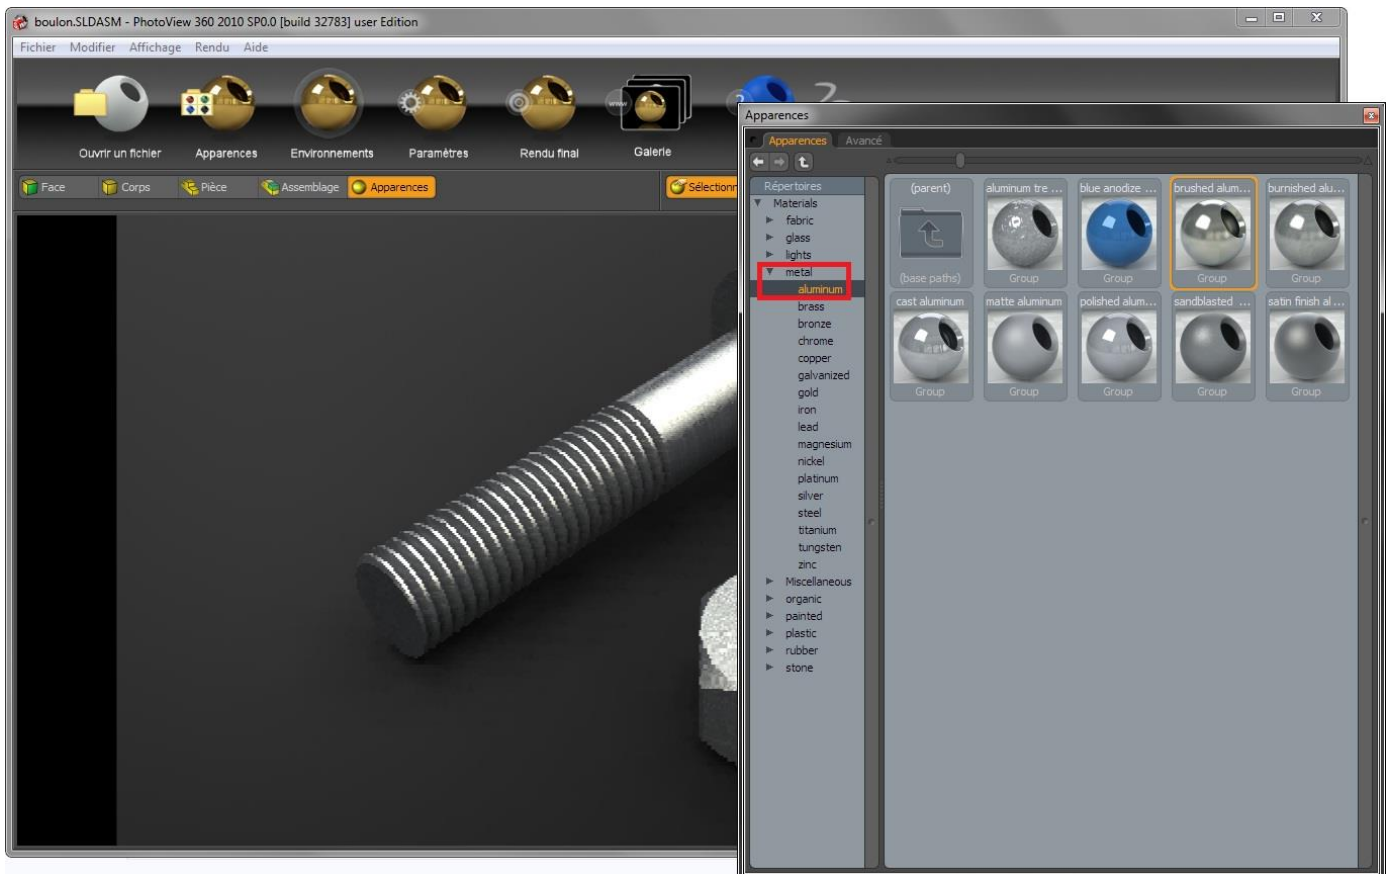 boulon.SLDASM - PhotoView 360 2010 SP0.0 [build 32783] user Edition
Fichier Modifier Affichage Rendu Aide
Ouvrir un fichier Apparences Environnements Paramètres Rendu final Galerie
www
?
Face Corps Pièce Assemblage Apparences Sélectionn
Apparences
Apparences Avancé
Répertoires
Materials
fabric
glass
lights
metal
aluminum
brass
bronze
chrome
copper
galvanized
gold
iron
lead
magnesium
nickel
platinum
silver
steel
titanium
tungsten
zinc
Miscellaneous
organic
painted
plastic
rubber
stone
(parent) aluminum tre ... blue anodize ... brushed alum... burnished alu...
(base paths) Group Group Group Group
cast aluminum matte aluminum polished alum... sandblasted ... satin finish al ...
Group Group Group Group Group